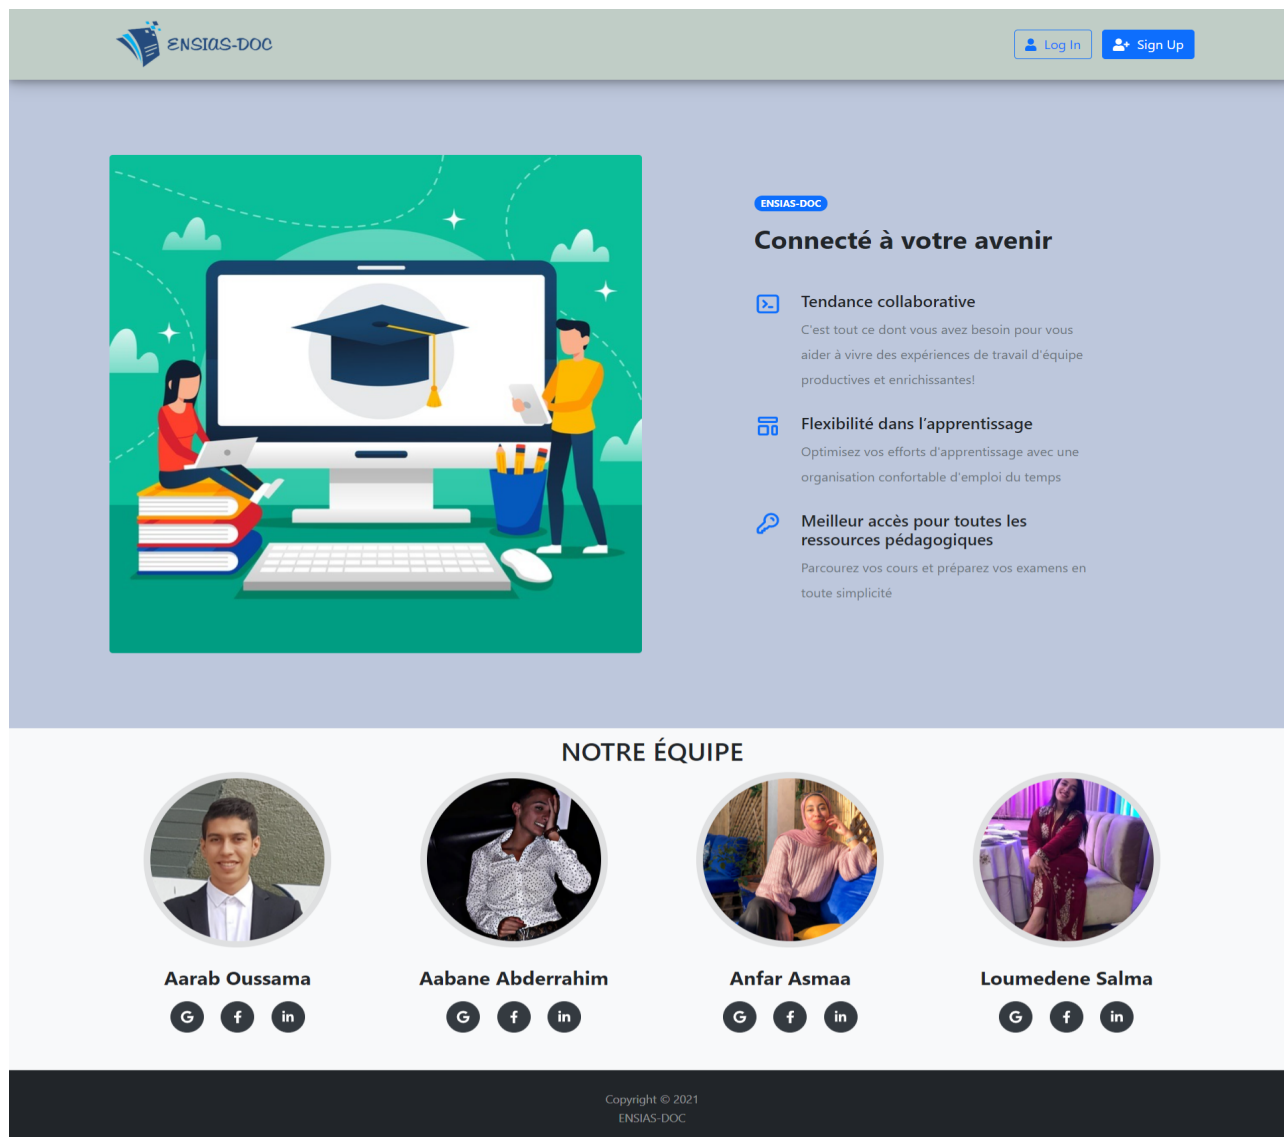 ENSIAS-DOC
Log In
Sign Up
ENSIAS-DOC
Connecté à votre avenir
Tendance collaborative
C'est tout ce dont vous avez besoin pour vous
aider à vivre des expériences de travail d'équipe
productives et enrichissantes!
Flexibilité dans l'apprentissage
Optimisez vos efforts d'apprentissage avec une
organisation confortable d'emploi du temps
Meilleur accès pour toutes les
ressources pédagogiques
Parcourez vos cours et préparez vos examens en
toute simplicité
NOTRE ÉQUIPE
Aarab Oussama
Aabane Abderrahim
Anfar Asmaa
Loumedene Salma
G f in G f in G f in G f in
Copyright © 2021
ENSIAS-DOC